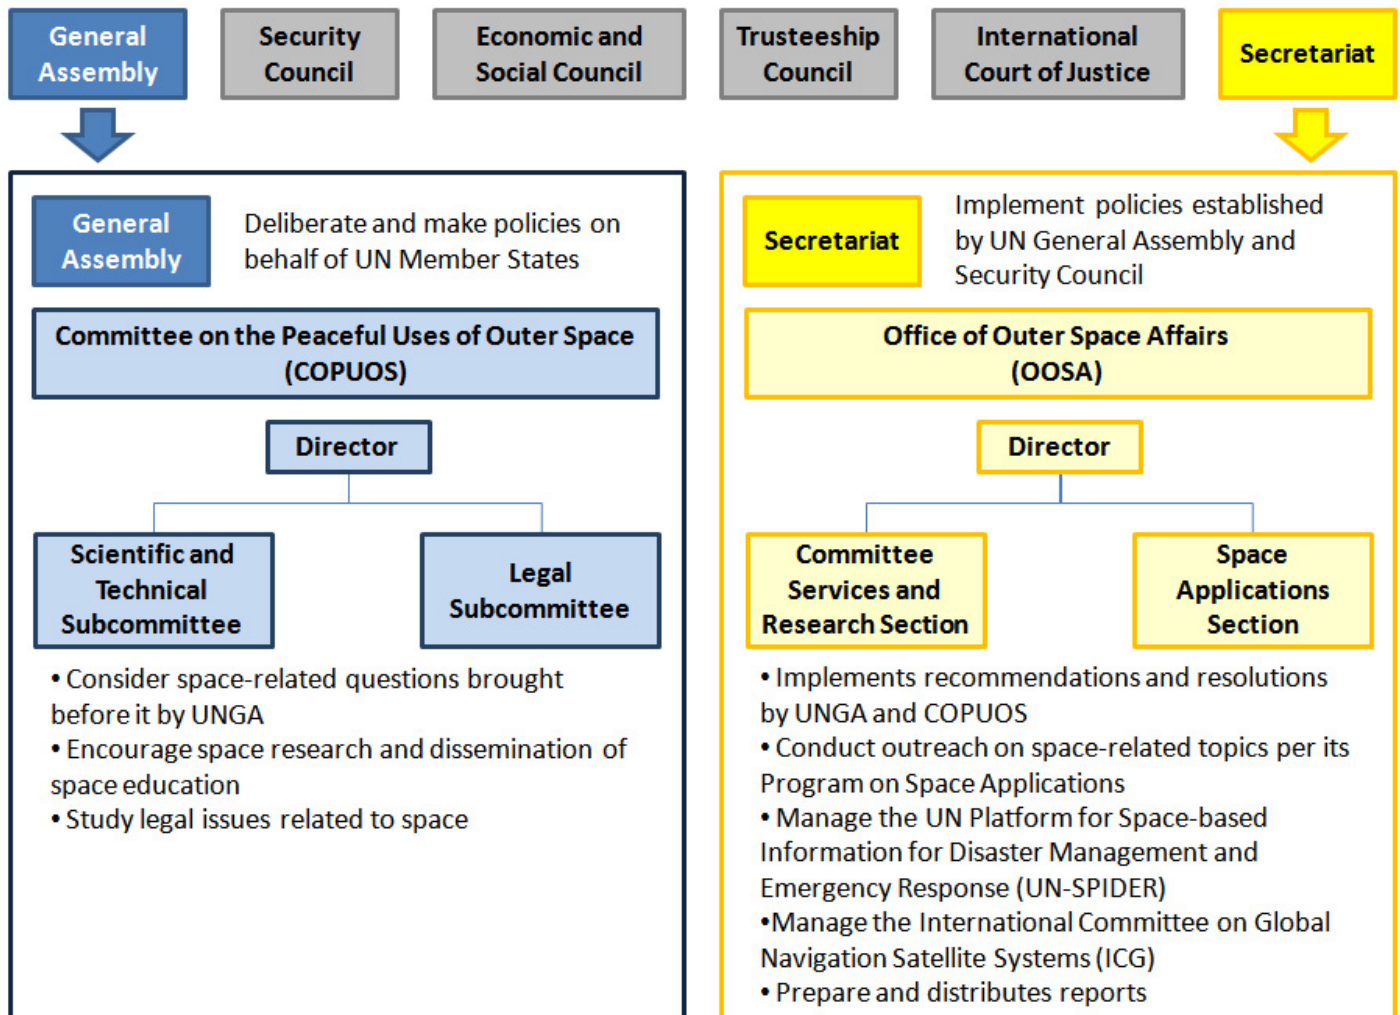 General
Assembly
Security
Council
Economic and
Social Council
Trusteeship
Council
International
Court of Justice
Secretariat
General
Assembly
Deliberate and make policies on
behalf of UN Member States
Committee on the Peaceful Uses of Outer Space
(COPUOS)
Director
Scientific and
Technical
Subcommittee
Legal
Subcommittee
• Consider space-related questions brought
before it by UNGA
• Encourage space research and dissemination of
space education
• Study legal issues related to space
Secretariat
Implement policies established
by UN General Assembly and
Security Council
Office of Outer Space Affairs
(OOSA)
Director
Committee
Services and
Research Section
Space
Applications
Section
• Implements recommendations and resolutions
by UNGA and COPUOS
• Conduct outreach on space-related topics per its
Program on Space Applications
• Manage the UN Platform for Space-based
Information for Disaster Management and
Emergency Response (UN-SPIDER)
•Manage the International Committee on Global
Navigation Satellite Systems (ICG)
• Prepare and distributes reports